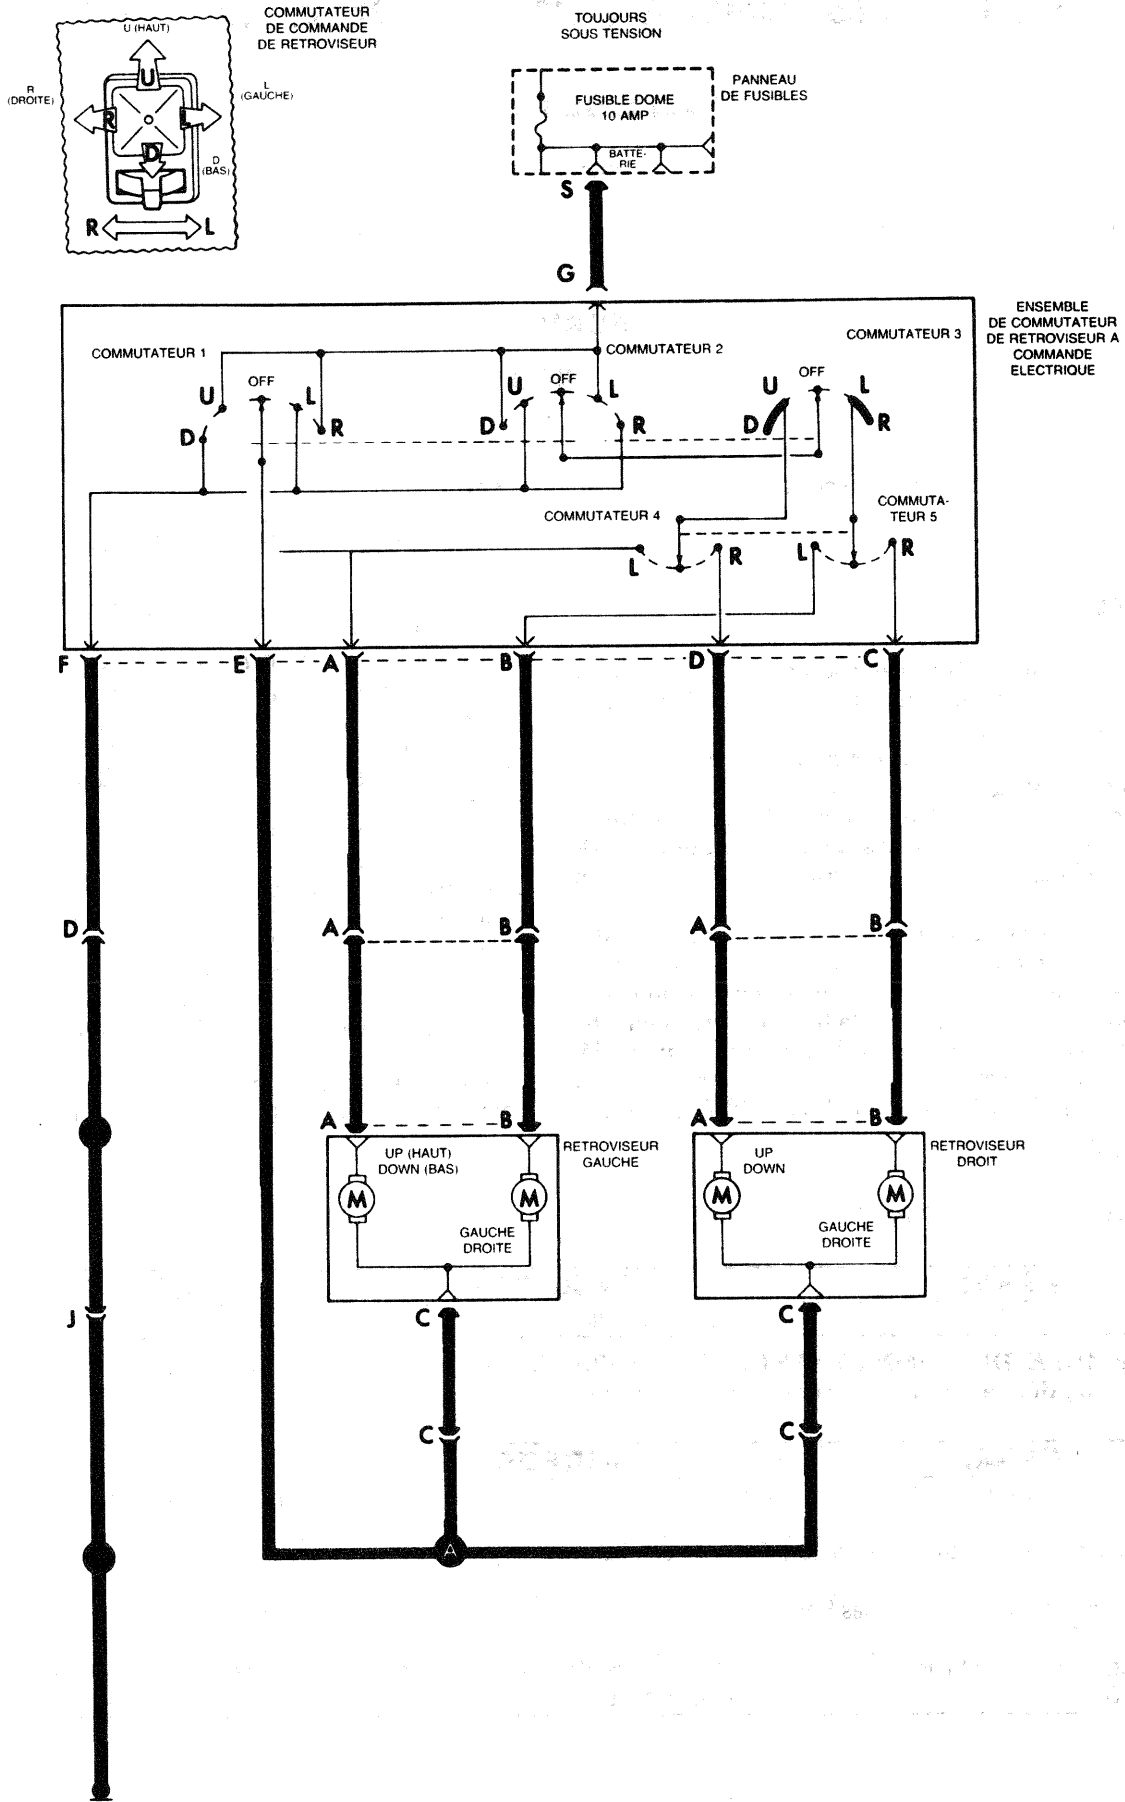 COMMUTATEUR
DE COMMANDE
DE RETROVISEUR
U (HAUT)
U
R
(DROITE)
R
L
L
(GAUCHE)
D
D
(BAS)
R
L
TOUJOURS
SOUS TENSION
PANNEAU
DE FUSIBLES
FUSIBLE DOME
10 AMP
BATTE-
RIE
S
G
ENSEMBLE
DE COMMUTATEUR
DE RETROVISEUR A
COMMANDE
ELECTRIQUE
COMMUTATEUR 1
COMMUTATEUR 2
COMMUTATEUR 3
U
OFF
L
D
R
U
OFF
L
D
R
U
OFF
L
D
R
COMMUTATEUR 4
COMMUTA-
TEUR 5
L
R
L
R
F
E
A
B
D
C
D
A
B
A
B
A
B
A
B
UP (HAUT)
DOWN (BAS)
RETROVISEUR
GAUCHE
UP
DOWN
RETROVISEUR
DROIT
M
M
M
M
GAUCHE
DROITE
GAUCHE
DROITE
J
C
C
C
C
A